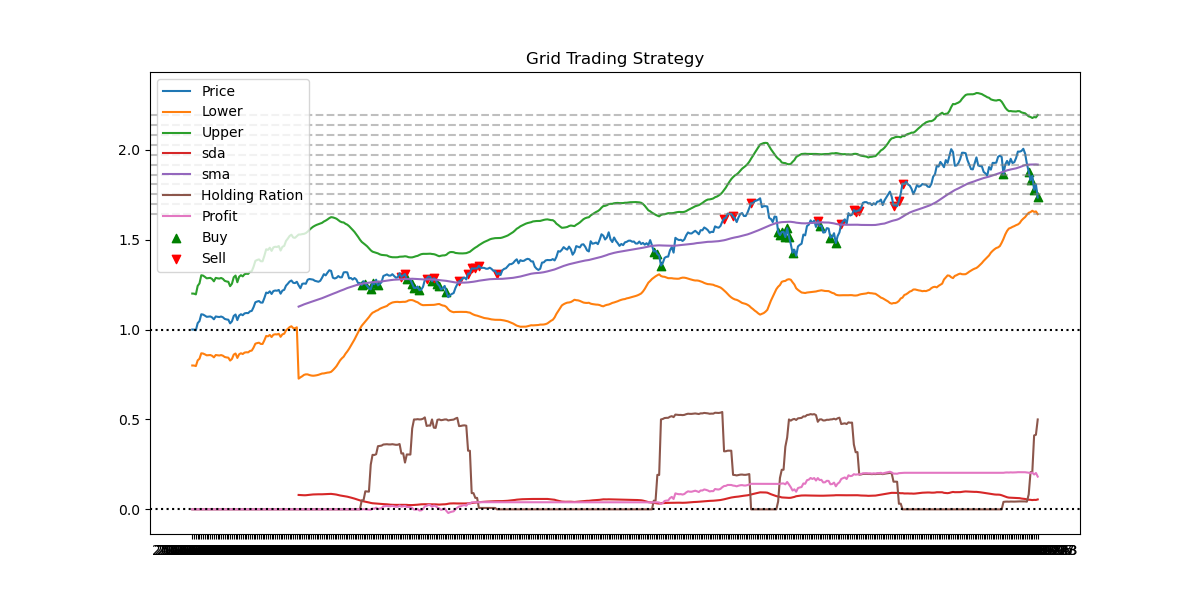 Grid Trading Strategy
Price
Lower
Upper
sda
sma
Holding Ration
Profit
Buy
Sell
2.0
1.5
1.0
0.5
0.0